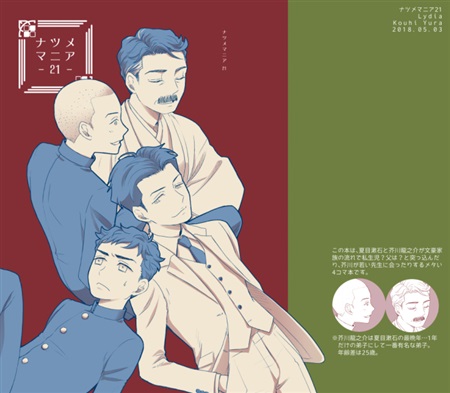 ナツメ
マニア
-21-
ナツメマニア 21
ナツメマニア21
Lydia
Kouhi Yura
2018.05.03
この本は、夏目漱石と芥川龍之介が文豪家
族の流れで私生児？父は？と突っ込んだ
り、芥川が若い先生に会ったりするメタい
4コマ本です。
※芥川龍之介は夏目漱石の最晩年…1年
だけの弟子にして一番有名な弟子。
年齢差は25歳。